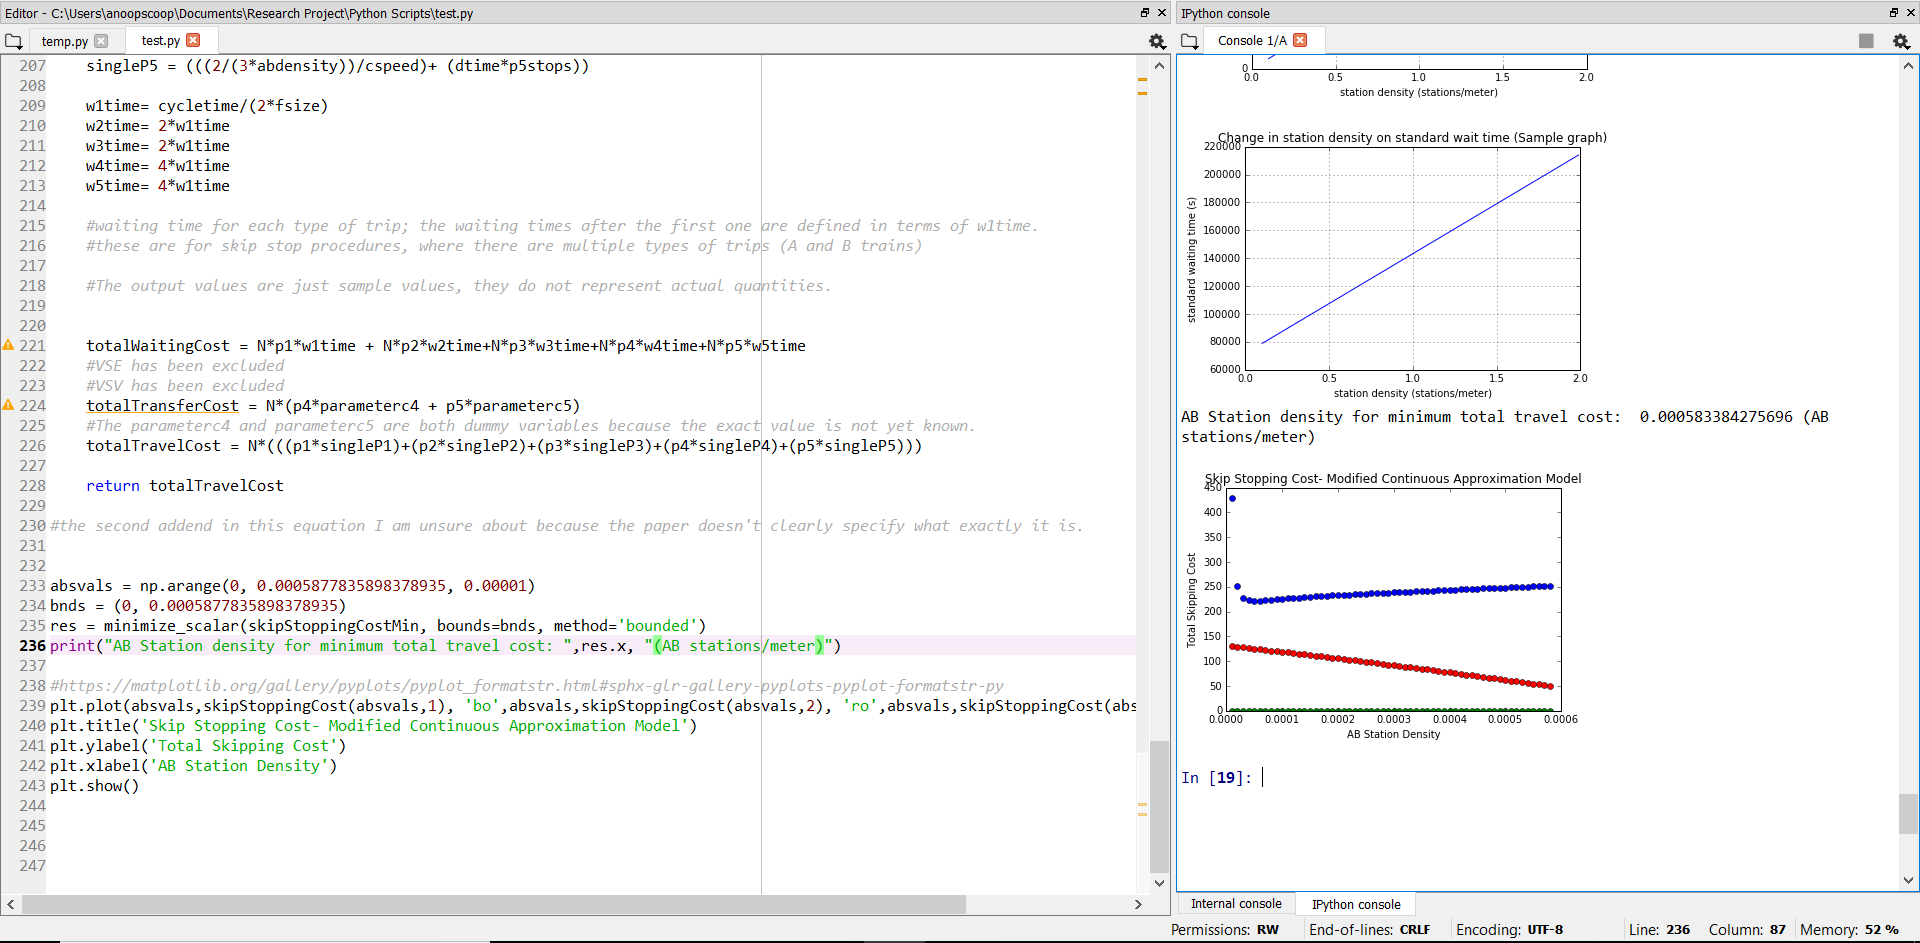 Editor - C:\Users\anoopscoop\Documents\Research Project\Python Scripts\test.py
temp.py
test.py
207 singleP5 = (((2/(3*abdensity))/cspeed)+ (dtime*p5stops))
208
209 w1time= cycletime/(2*fsize)
210 w2time= 2*w1time
211 w3time= 2*w1time
212 w4time= 4*w1time
213 w5time= 4*w1time
214
215 #waiting time for each type of trip; the waiting times after the first one are defined in terms of w1time.
216 #these are for skip stop procedures, where there are multiple types of trips (A and B trains)
217
218 #The output values are just sample values, they do not represent actual quantities.
219
220
221 totalWaitingCost = N*p1*w1time + N*p2*w2time+N*p3*w3time+N*p4*w4time+N*p5*w5time
222 #VSE has been excluded
223 #VSV has been excluded
224 totalTransferCost = N*(p4*parameterc4 + p5*parameterc5)
225 #The parameterc4 and parameterc5 are both dummy variables because the exact value is not yet known.
226 totalTravelCost = N*(((p1*singleP1)+(p2*singleP2)+(p3*singleP3)+(p4*singleP4)+(p5*singleP5)))
227
228 return totalTravelCost
229
230 #the second addend in this equation I am unsure about because the paper doesn't clearly specify what exactly it is.
231
232
233 absvals = np.arange(0, 0.0005877835898378935, 0.00001)
234 bnds = (0, 0.0005877835898378935)
235 res = minimize_scalar(skipStoppingCostMin, bounds=bnds, method='bounded')
236 print("AB Station density for minimum total travel cost: ",res.x, "(AB stations/meter)")
237
238 #https://matplotlib.org/gallery/pyplots/pyplot_formatstr.html#sphx-glr-gallery-pyplots-pyplot-formatstr-py
239 plt.plot(absvals,skipStoppingCost(absvals,1), 'bo',absvals,skipStoppingCost(absvals,2), 'ro',absvals,skipStoppingCost(abs
240 plt.title('Skip Stopping Cost- Modified Continuous Approximation Model')
241 plt.ylabel('Total Skipping Cost')
242 plt.xlabel('AB Station Density')
243 plt.show()
244
245
246
247
IPython console
Console 1/A
0
0.0 0.5 1.0 1.5 2.0
station density (stations/meter)
Change in station density on standard wait time (Sample graph)
220000
200000
180000
160000
140000
120000
100000
80000
60000
standard waiting time (s)
0.0 0.5 1.0 1.5 2.0
station density (stations/meter)
AB Station density for minimum total travel cost:  0.000583384275696 (AB
stations/meter)
Skip Stopping Cost- Modified Continuous Approximation Model
450
400
350
300
250
200
150
100
50
0
Total Skipping Cost
0.0000 0.0001 0.0002 0.0003 0.0004 0.0005 0.0006
AB Station Density
In [19]:
Internal console IPython console
Permissions: RW End-of-lines: CRLF Encoding: UTF-8 Line: 236 Column: 87 Memory: 52 %